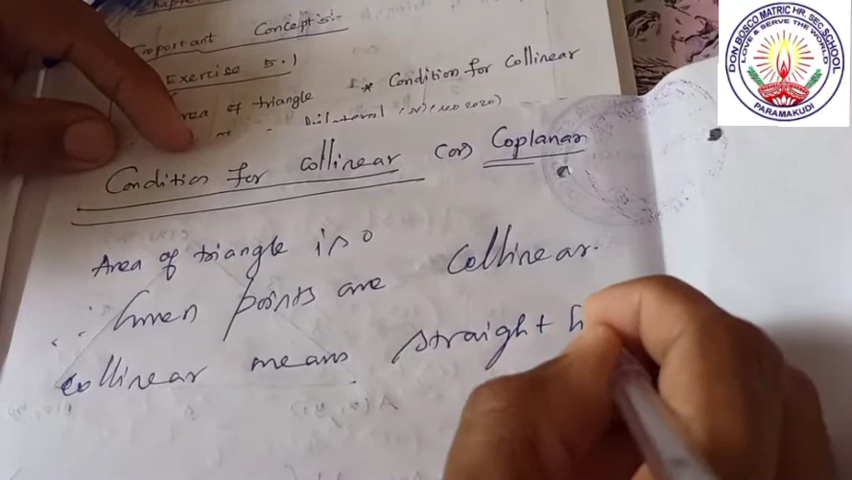 Important Concepts:-
Exercise 5.1
Area of triangle * Condition for Collinear
Condition for Collinear (or) Coplanar
Area of triangle is 0
∴ Given points are Collinear.
collinear means straight li
DON BOSCO MATRIC HR. SEC SCHOOL
LOVE & SERVE THE WORLD
PARAMAKUDI